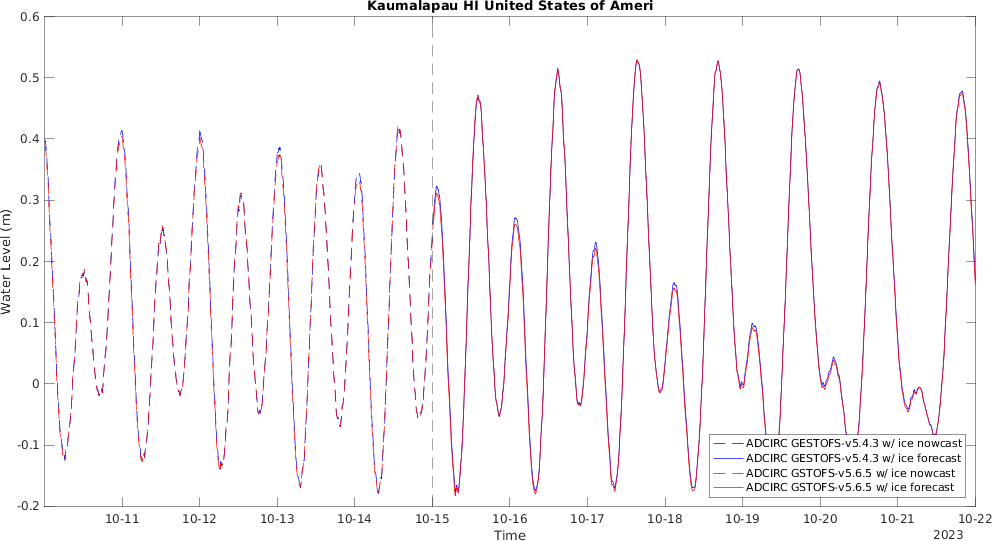 Kaumalapau HI United States of Ameri
0.6
0.5
0.4
0.3
0.2
0.1
0
-0.1
-0.2
Water Level (m)
ADCIRC GESTOFS-v5.4.3 w/ ice nowcast
ADCIRC GESTOFS-v5.4.3 w/ ice forecast
ADCIRC GSTOFS-v5.6.5 w/ ice nowcast
ADCIRC GSTOFS-v5.6.5 w/ ice forecast
10-11 10-12 10-13 10-14 10-15 10-16 10-17 10-18 10-19 10-20 10-21 10-22
Time
2023